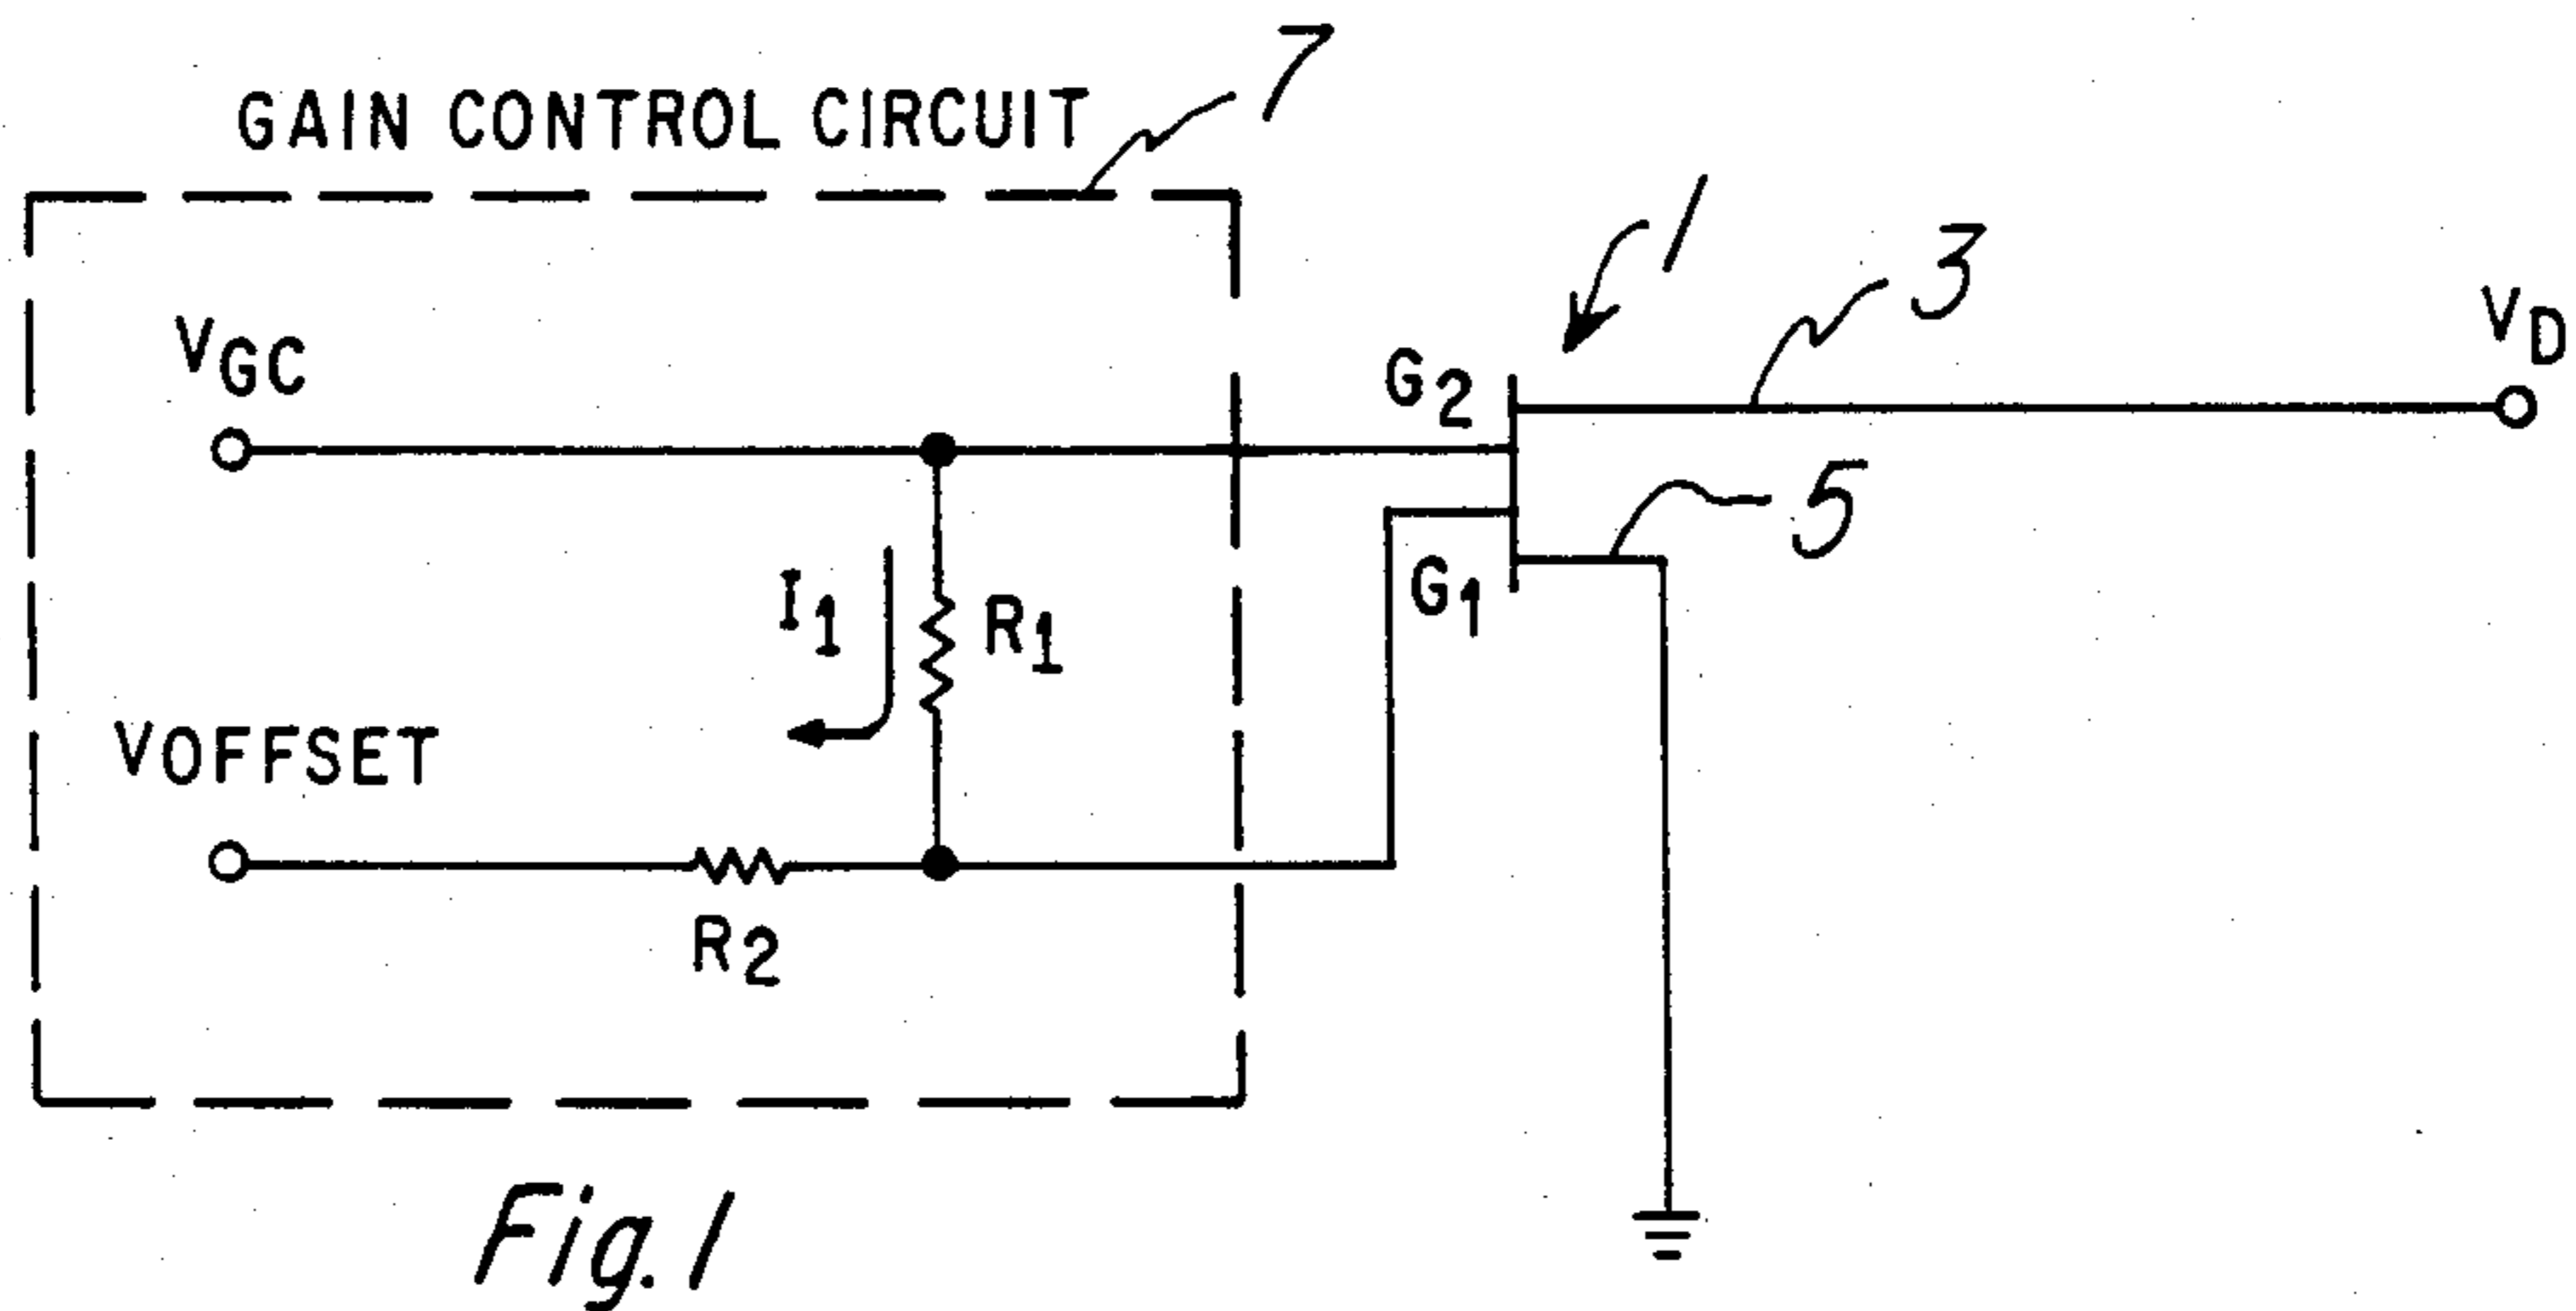 7
GAIN CONTROL CIRCUIT
1
3
VGC
VD
G2
5
I1
R1
G1
VOFFSET
R2
Fig. 1